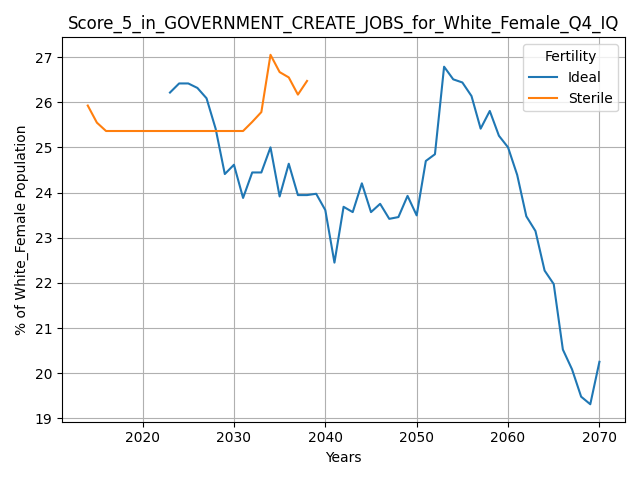 Score_5_in_GOVERNMENT_CREATE_JOBS_for_White_Female_Q4_IQ
Fertility
Ideal
Sterile
% of White_Female Population
27
26
25
24
23
22
21
20
19
2020 2030 2040 2050 2060 2070
Years